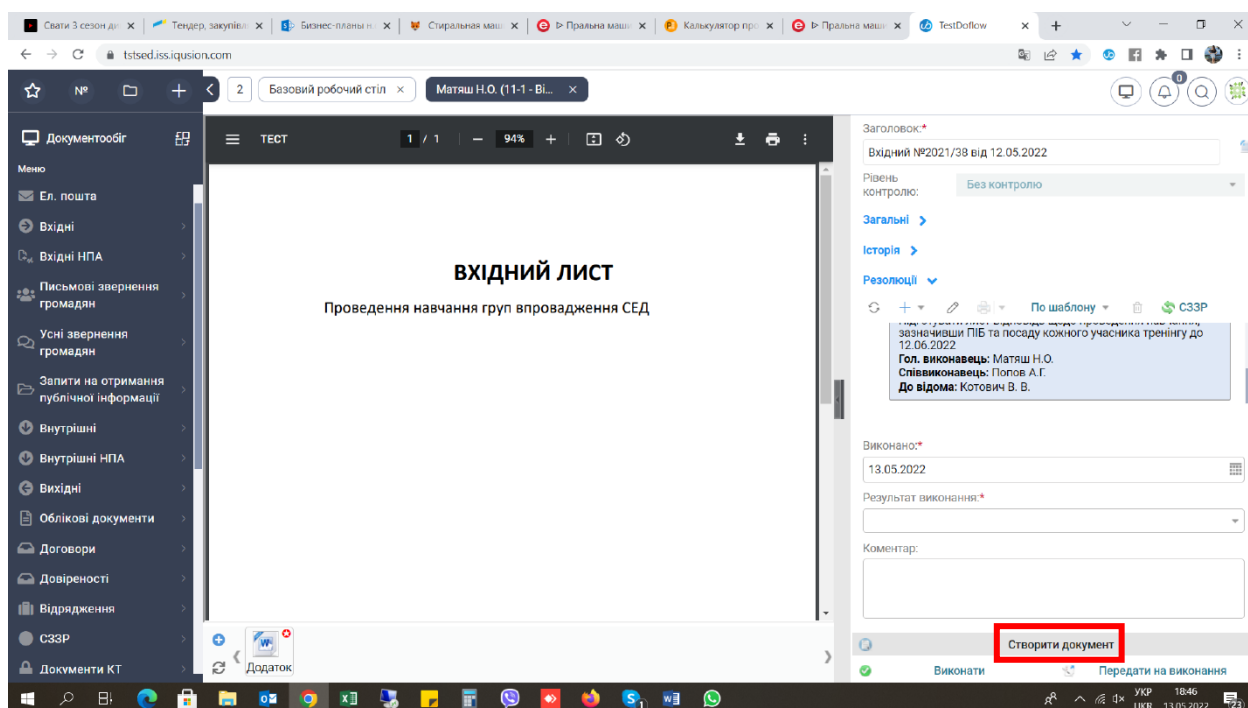 Свати 3 сезон ди
Тендер, закупівл
Бизнес-планы н
Стиральная маш
Пральна маши
Калькулятор про
Пральна маши
TestDoflow
tstsed.iss.iqusion.com
Nº
2
Базовий робочий стіл
Матяш Н.О. (11-1 - Ві...
0
Документообіг
Меню
Ел. пошта
Вхідні
Вхідні НПА
Письмові звернення
громадян
Усні звернення
громадян
Запити на отримання
публічної інформації
Внутрішні
Внутрішні НПА
Вихідні
Облікові документи
Договори
Довіреності
Відрядження
СЗЗР
Документи КТ
ТЕСТ
1 / 1
94%
ВХІДНИЙ ЛИСТ
Проведення навчання груп впровадження СЕД
Додаток
Заголовок:*
Вхідний №2021/38 від 12.05.2022
Рівень
контролю:
Без контролю
Загальні
Історія
Резолюції
По шаблону
СЗЗР
зазначивши ПІБ та посаду кожного учасника тренінгу до
12.06.2022
Гол. виконавець: Матяш Н.О.
Співвиконавець: Попов А.Г.
До відома: Котович В. В.
Виконано:*
13.05.2022
Результат виконання:*
Коментар:
Створити документ
Виконати
Передати на виконання
УКР
UKR
18:46
13.05.2022
23